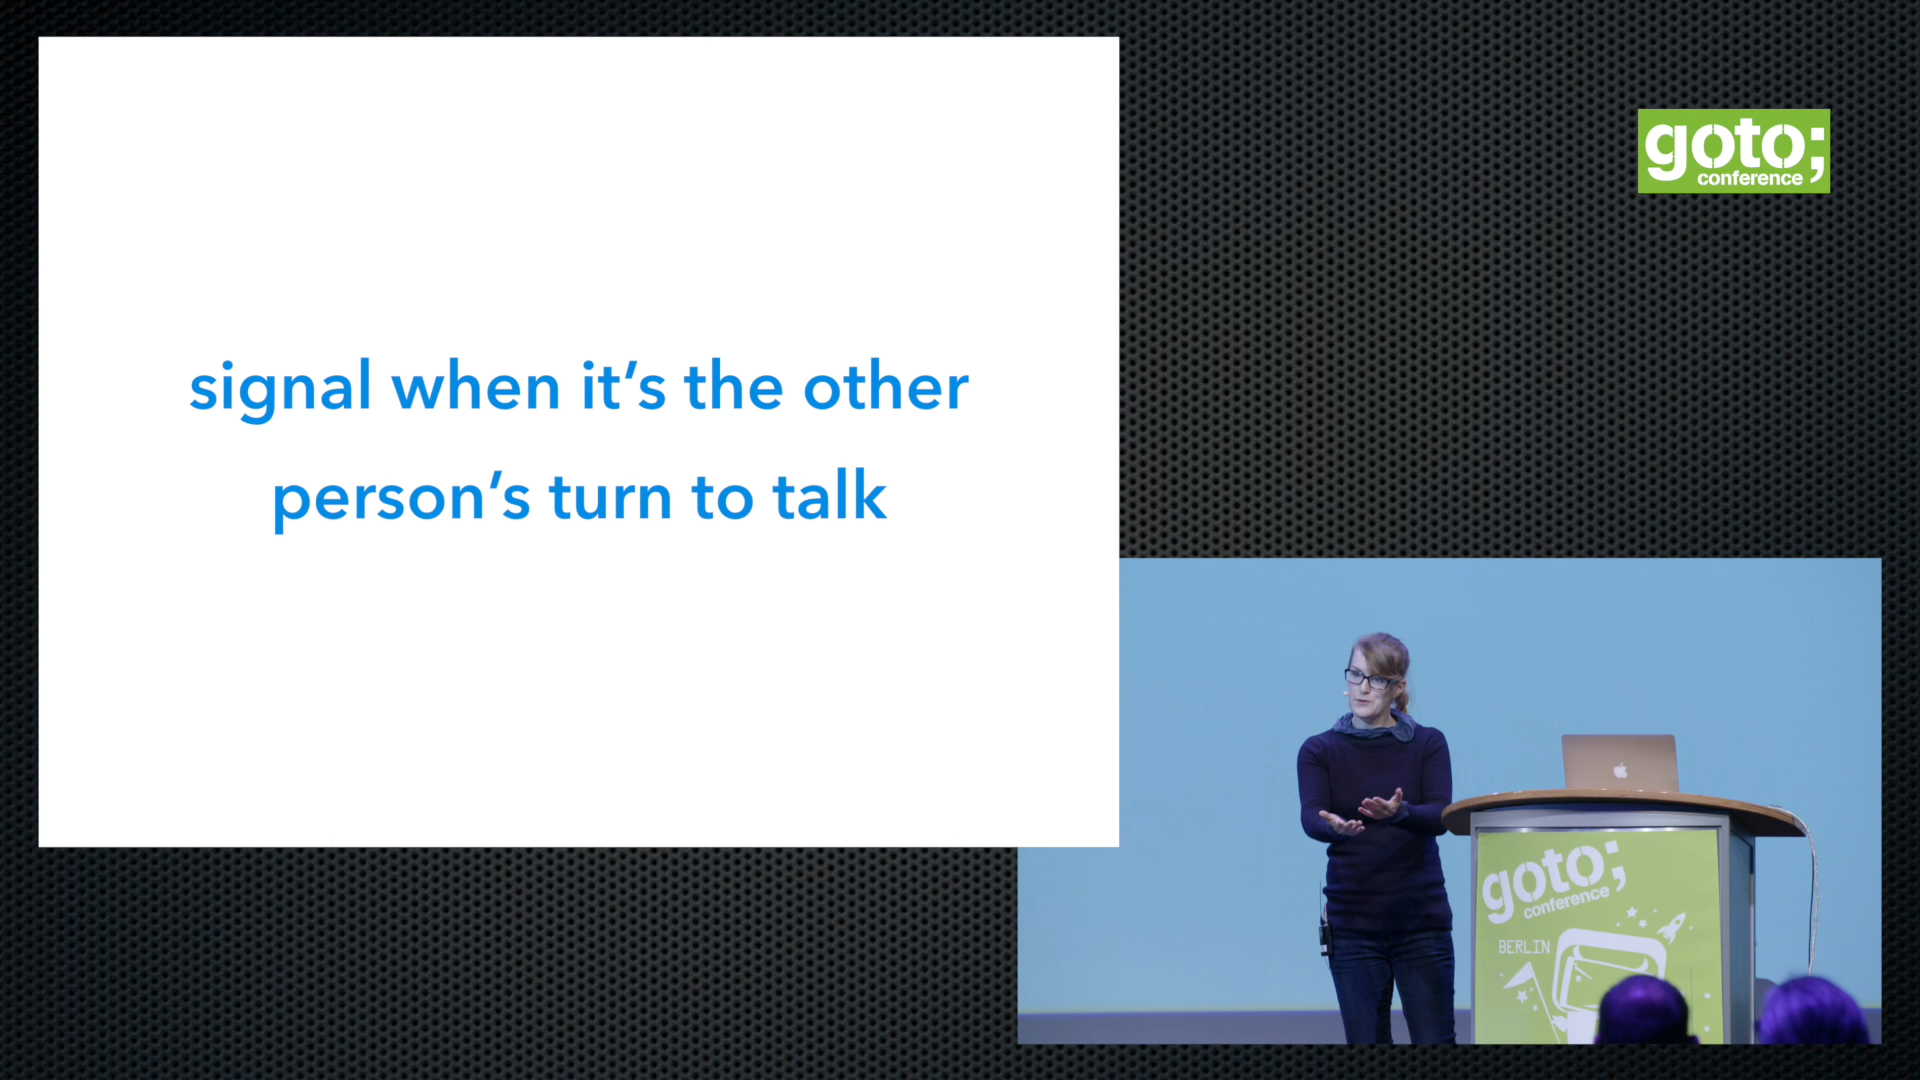 signal when it’s the other
person’s turn to talk
goto;
conference
goto;
conference
BERLIN